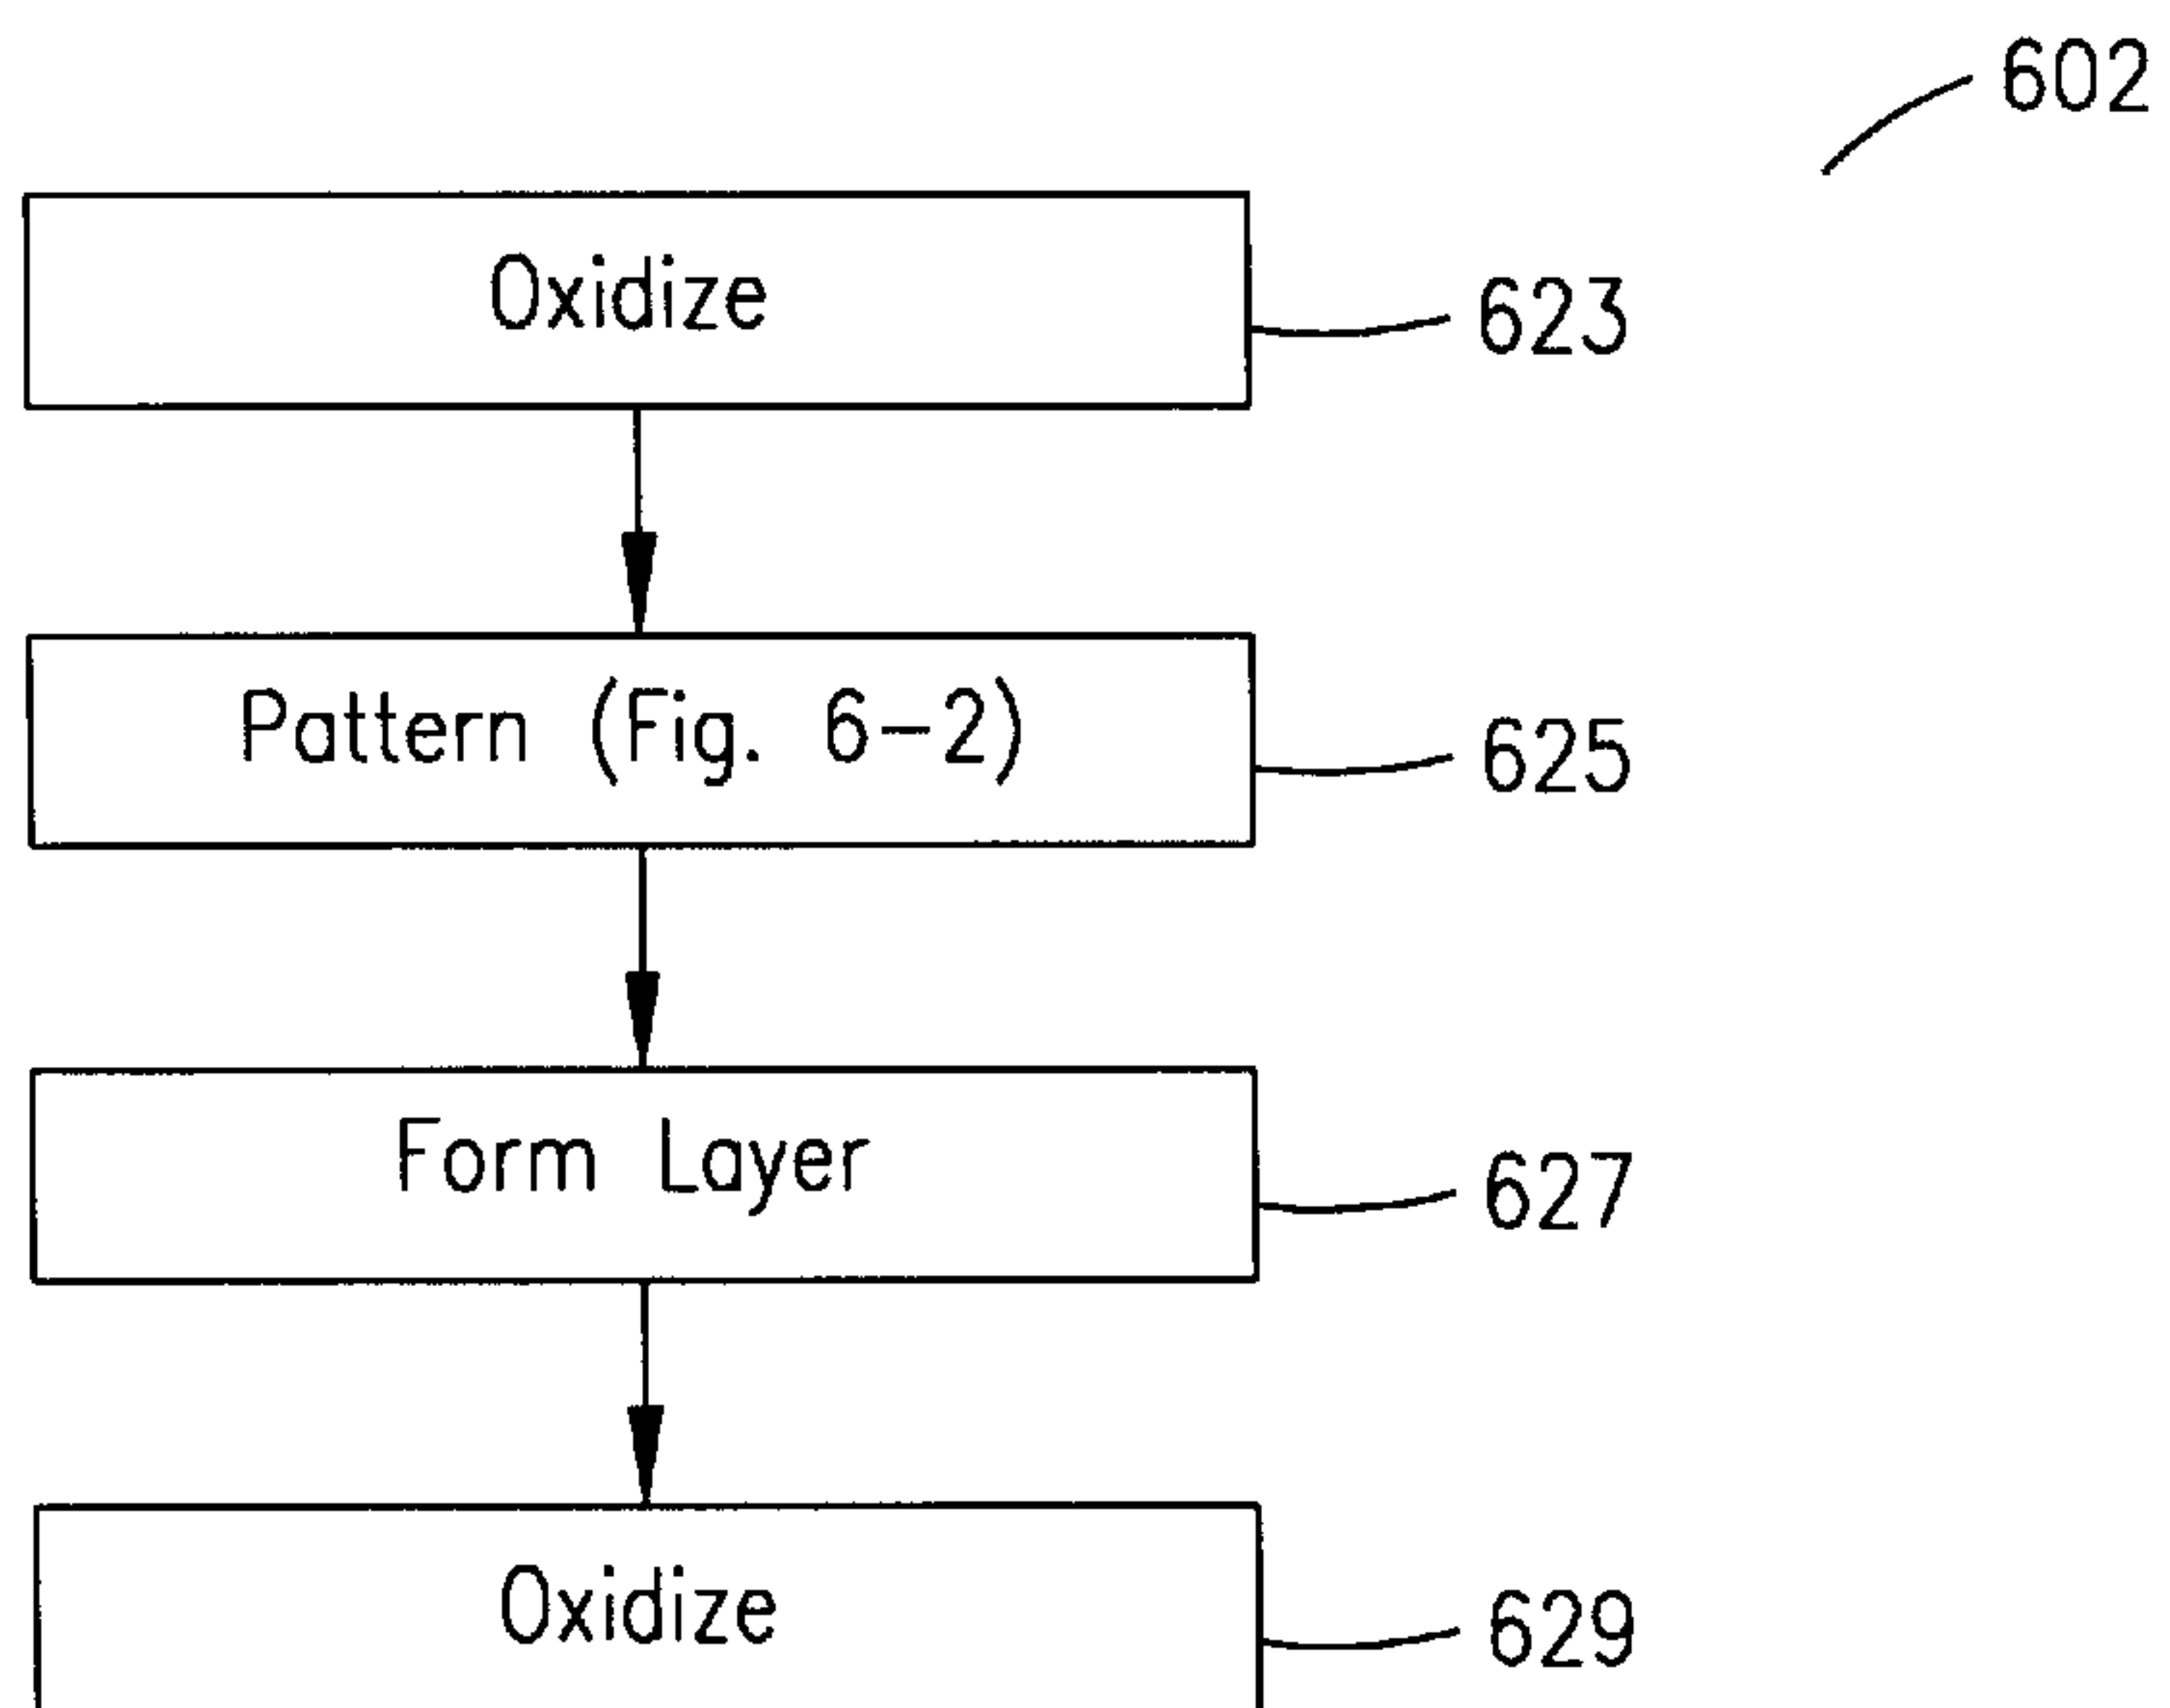 602
Oxidize
623
Pattern (Fig. 6-2)
625
Form Layer
627
Oxidize
629